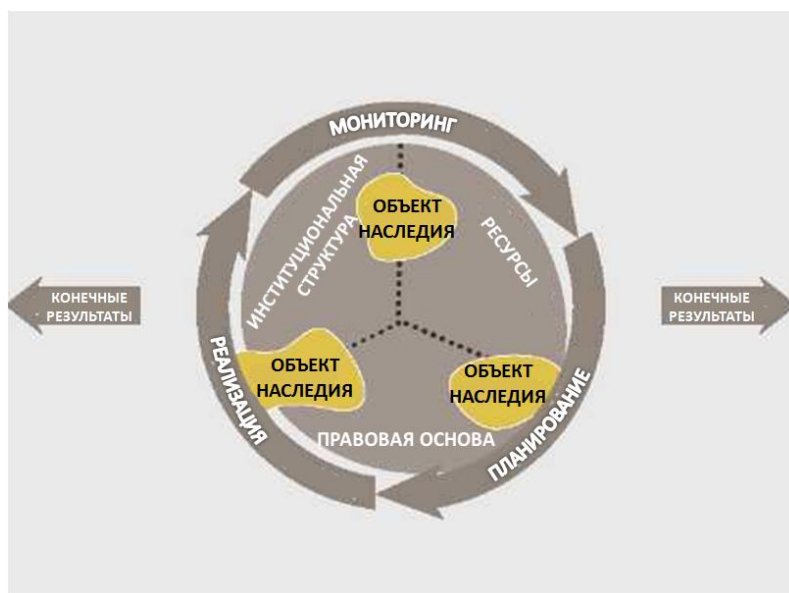 МОНИТОРИНГ
ИНСТИТУЦИОНАЛЬНАЯ
СТРУКТУРА
ОБЪЕКТ
НАСЛЕДИЯ
РЕСУРСЫ
КОНЕЧНЫЕ
РЕЗУЛЬТАТЫ
КОНЕЧНЫЕ
РЕЗУЛЬТАТЫ
РЕАЛИЗАЦИЯ
ОБЪЕКТ
НАСЛЕДИЯ
ОБЪЕКТ
НАСЛЕДИЯ
ПЛАНИРОВАНИЕ
ПРАВОВАЯ ОСНОВА